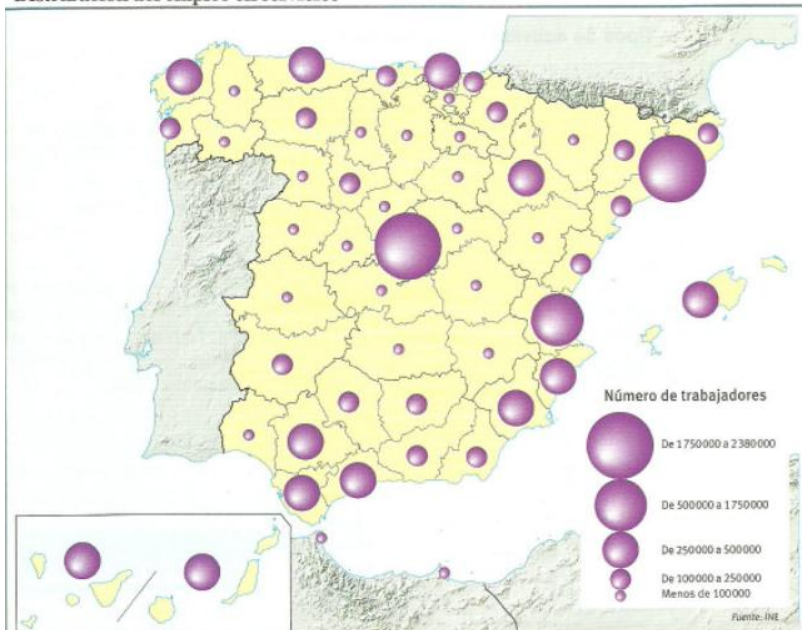 Número de trabajadores
De 1750000 a 2380000
De 500000 a 1750000
De 250000 a 500000
De 100000 a 250000
Menos de 100000
Fuente: INE